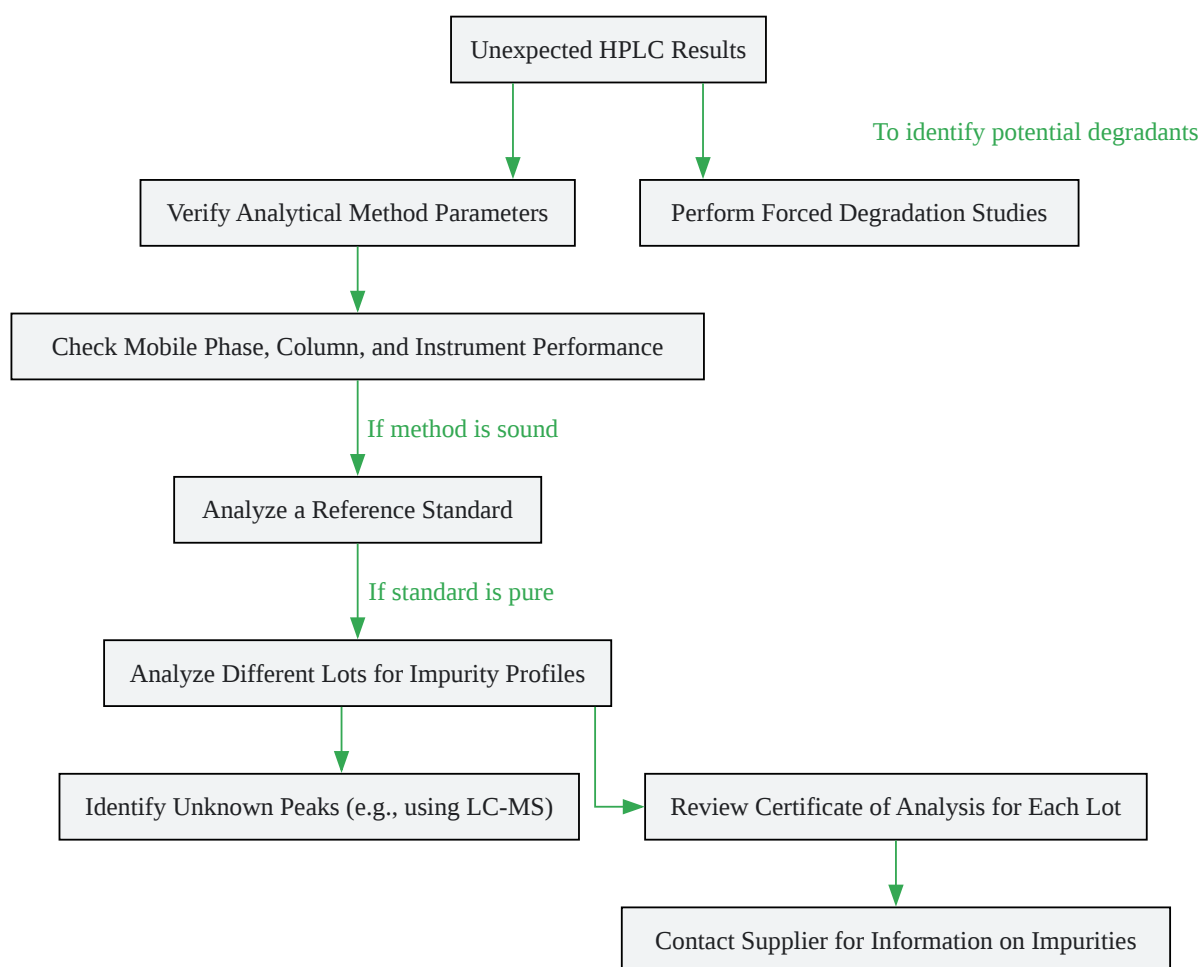 Unexpected HPLC Results
To identify potential degradants
Verify Analytical Method Parameters
Perform Forced Degradation Studies
Check Mobile Phase, Column, and Instrument Performance
If method is sound
Analyze a Reference Standard
If standard is pure
Analyze Different Lots for Impurity Profiles
Identify Unknown Peaks (e.g., using LC-MS)
Review Certificate of Analysis for Each Lot
Contact Supplier for Information on Impurities